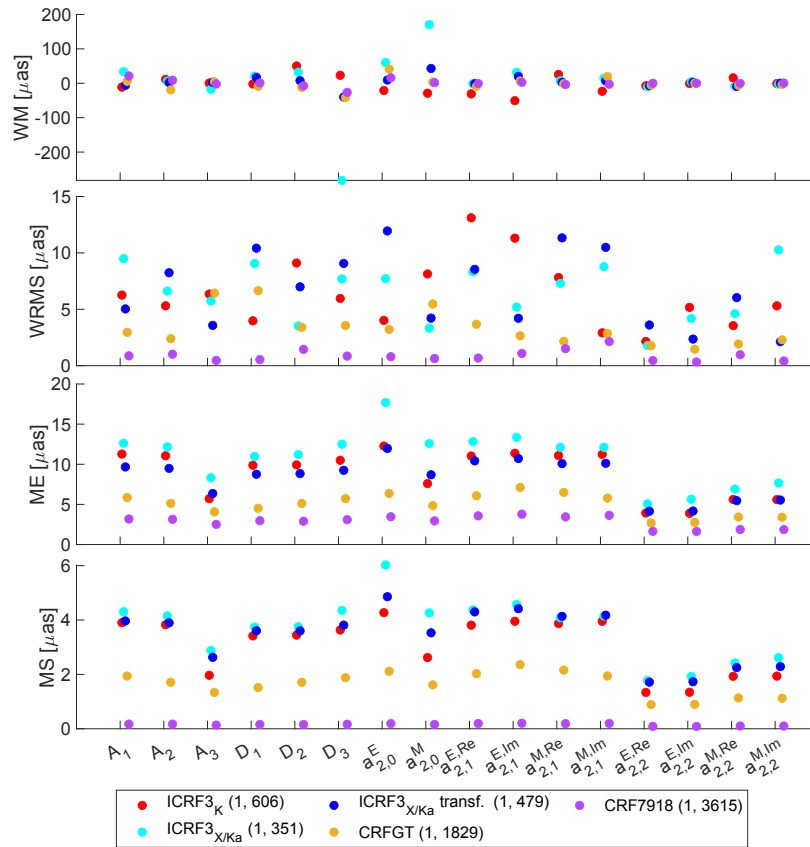 WM [μas]
200
100
0
-100
-200
WRMS [μas]
15
10
5
0
ME [μas]
20
15
10
5
0
MS [μas]
6
4
2
0
A1 A2 A3 D1 D2 D3 a^E_2,0 a^M_2,0 a^E,Re_2,1 a^E,Im_2,1 a^M,Re_2,1 a^M,Im_2,1 a^E,Re_2,2 a^E,Im_2,2 a^M,Re_2,2 a^M,Im_2,2
ICRF3K (1, 606) ICRF3X/Ka transf. (1, 479) CRF7918 (1, 3615)
ICRF3X/Ka (1, 351) CRFGT (1, 1829)